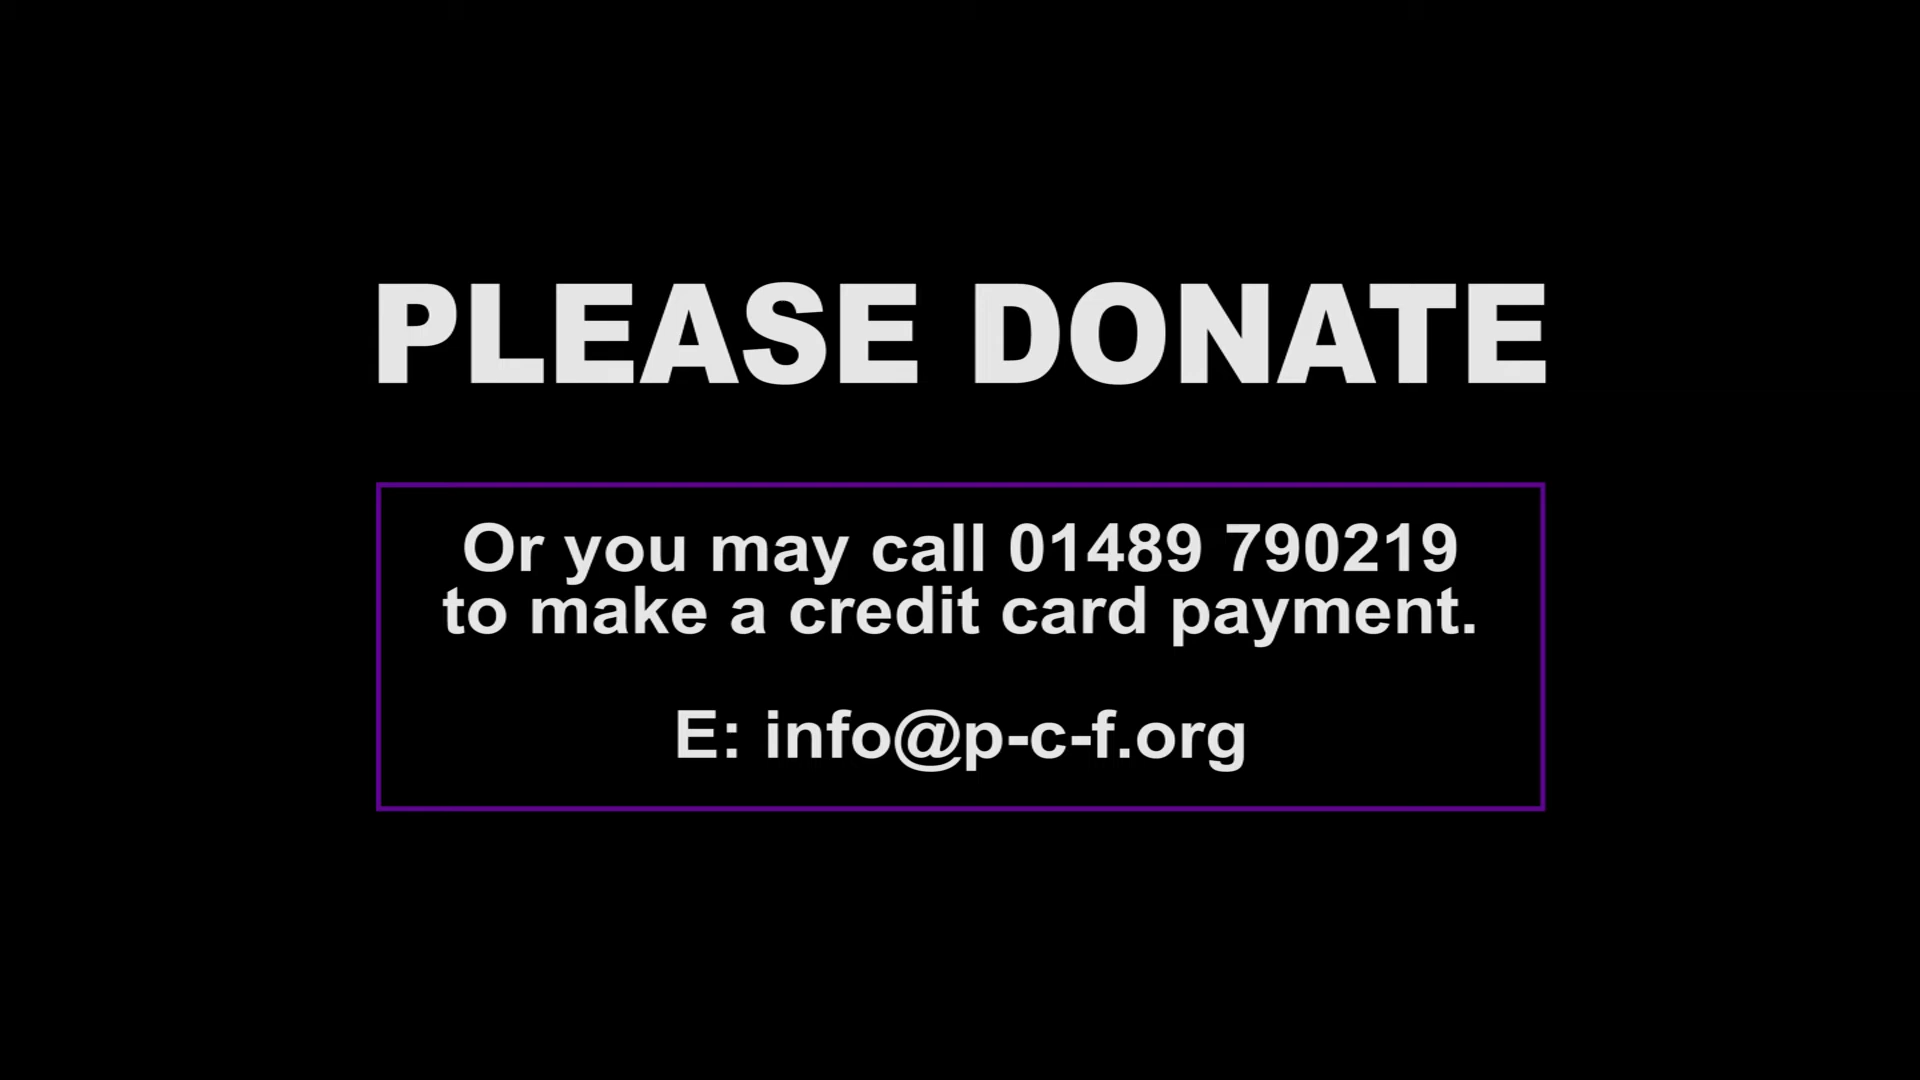 PLEASE DONATE
Or you may call 01489 790219
to make a credit card payment.
E: info@p-c-f.org